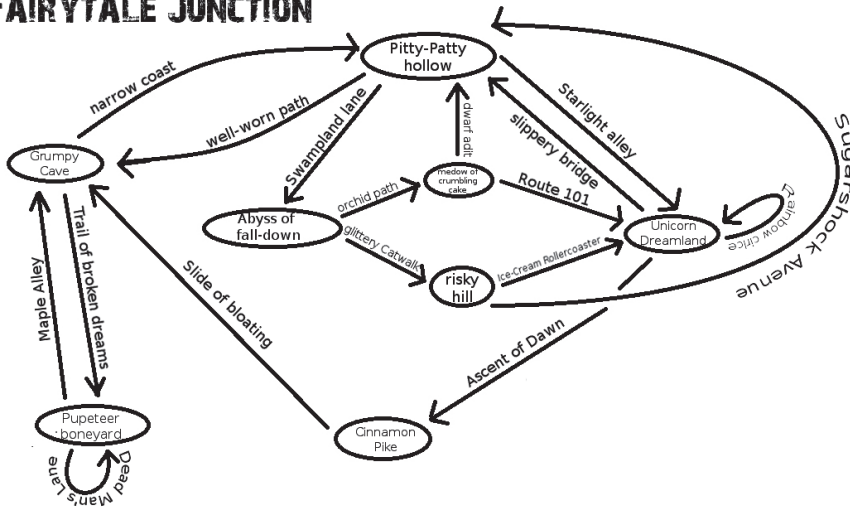 FAIRYTALE JUNCTION
Pitty-Patty
hollow
narrow coast
well-worn path
Swampland lane
dwarf adit
Starlight alley
slippery bridge
Sugarshock Avenue
Grumpy
Cave
medow of
crumbling
cake
orchid path
Route 101
Abyss of
fall-down
Unicorn
Dreamland
glittery Catwalk
Ice-Cream Rollercoaster
risky
hill
Maple Alley
Trail of broken dreams
Slide of bloating
Ascent of Dawn
Pupeteer
boneyard
Cinnamon
Pike
Dead Man's Lane